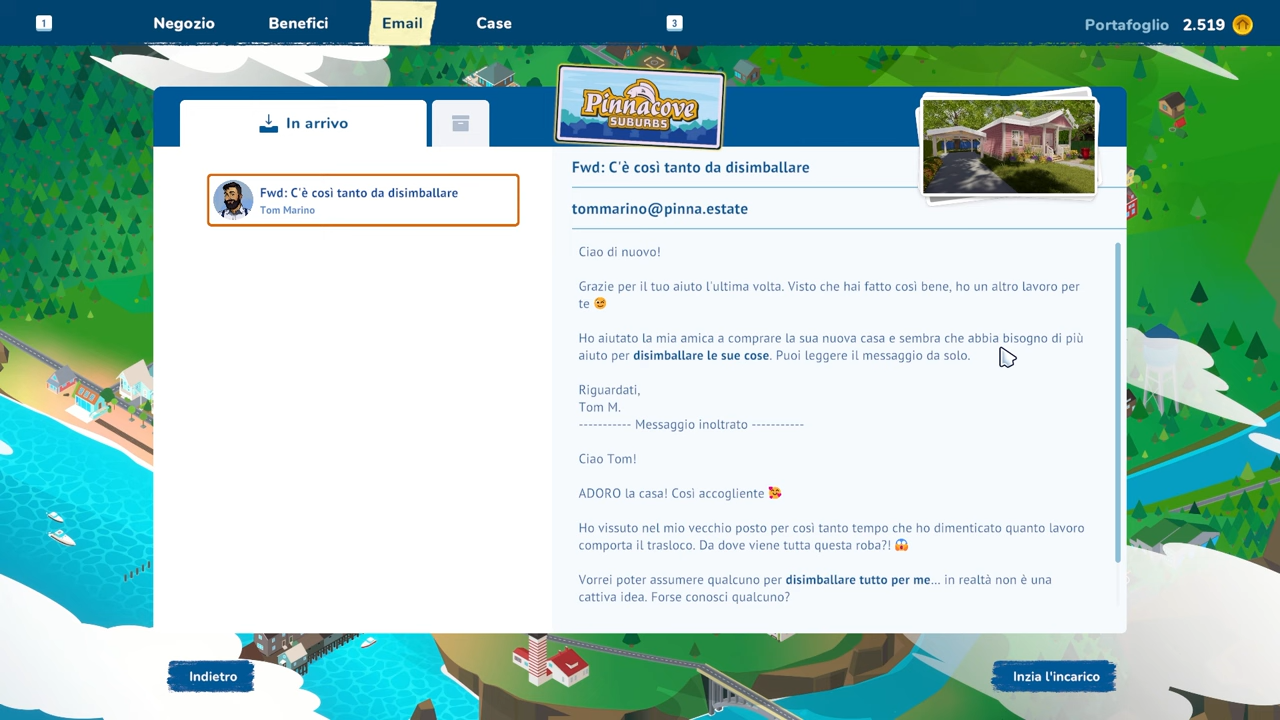 1
Negozio
Benefici
Email
Case
3
Portafoglio 2.519
Pinnacove
SUBURBS
In arrivo
Fwd: C'è così tanto da disimballare
Tom Marino
Fwd: C'è così tanto da disimballare
tommarino@pinna.estate
Ciao di nuovo!
Grazie per il tuo aiuto l'ultima volta. Visto che hai fatto così bene, ho un altro lavoro per
te 😉
Ho aiutato la mia amica a comprare la sua nuova casa e sembra che abbia bisogno di più
aiuto per disimballare le sue cose. Puoi leggere il messaggio da solo.
Riguardati,
Tom M.
----------- Messaggio inoltrato -----------
Ciao Tom!
ADORO la casa! Così accogliente 🥰
Ho vissuto nel mio vecchio posto per così tanto tempo che ho dimenticato quanto lavoro
comporta il trasloco. Da dove viene tutta questa roba?! 😱
Vorrei poter assumere qualcuno per disimballare tutto per me... in realtà non è una
cattiva idea. Forse conosci qualcuno?
Indietro
Inzia l'incarico